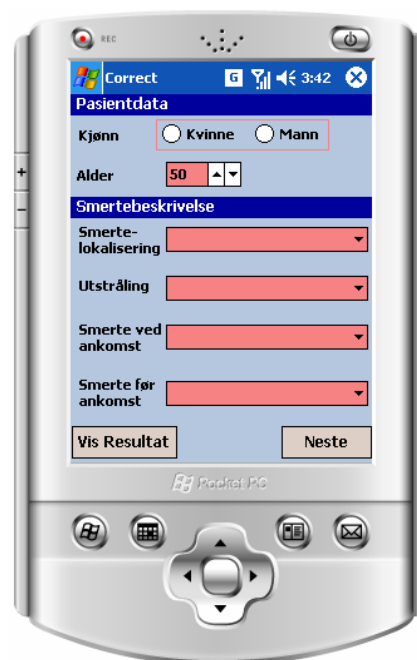 REC
Correct G 3:42
Pasientdata
Kjønn Kvinne Mann
Alder 50
Smertebeskrivelse
Smerte-
lokalisering
Utstråling
Smerte ved
ankomst
Smerte før
ankomst
Vis Resultat Neste
Pocket PC
+
-